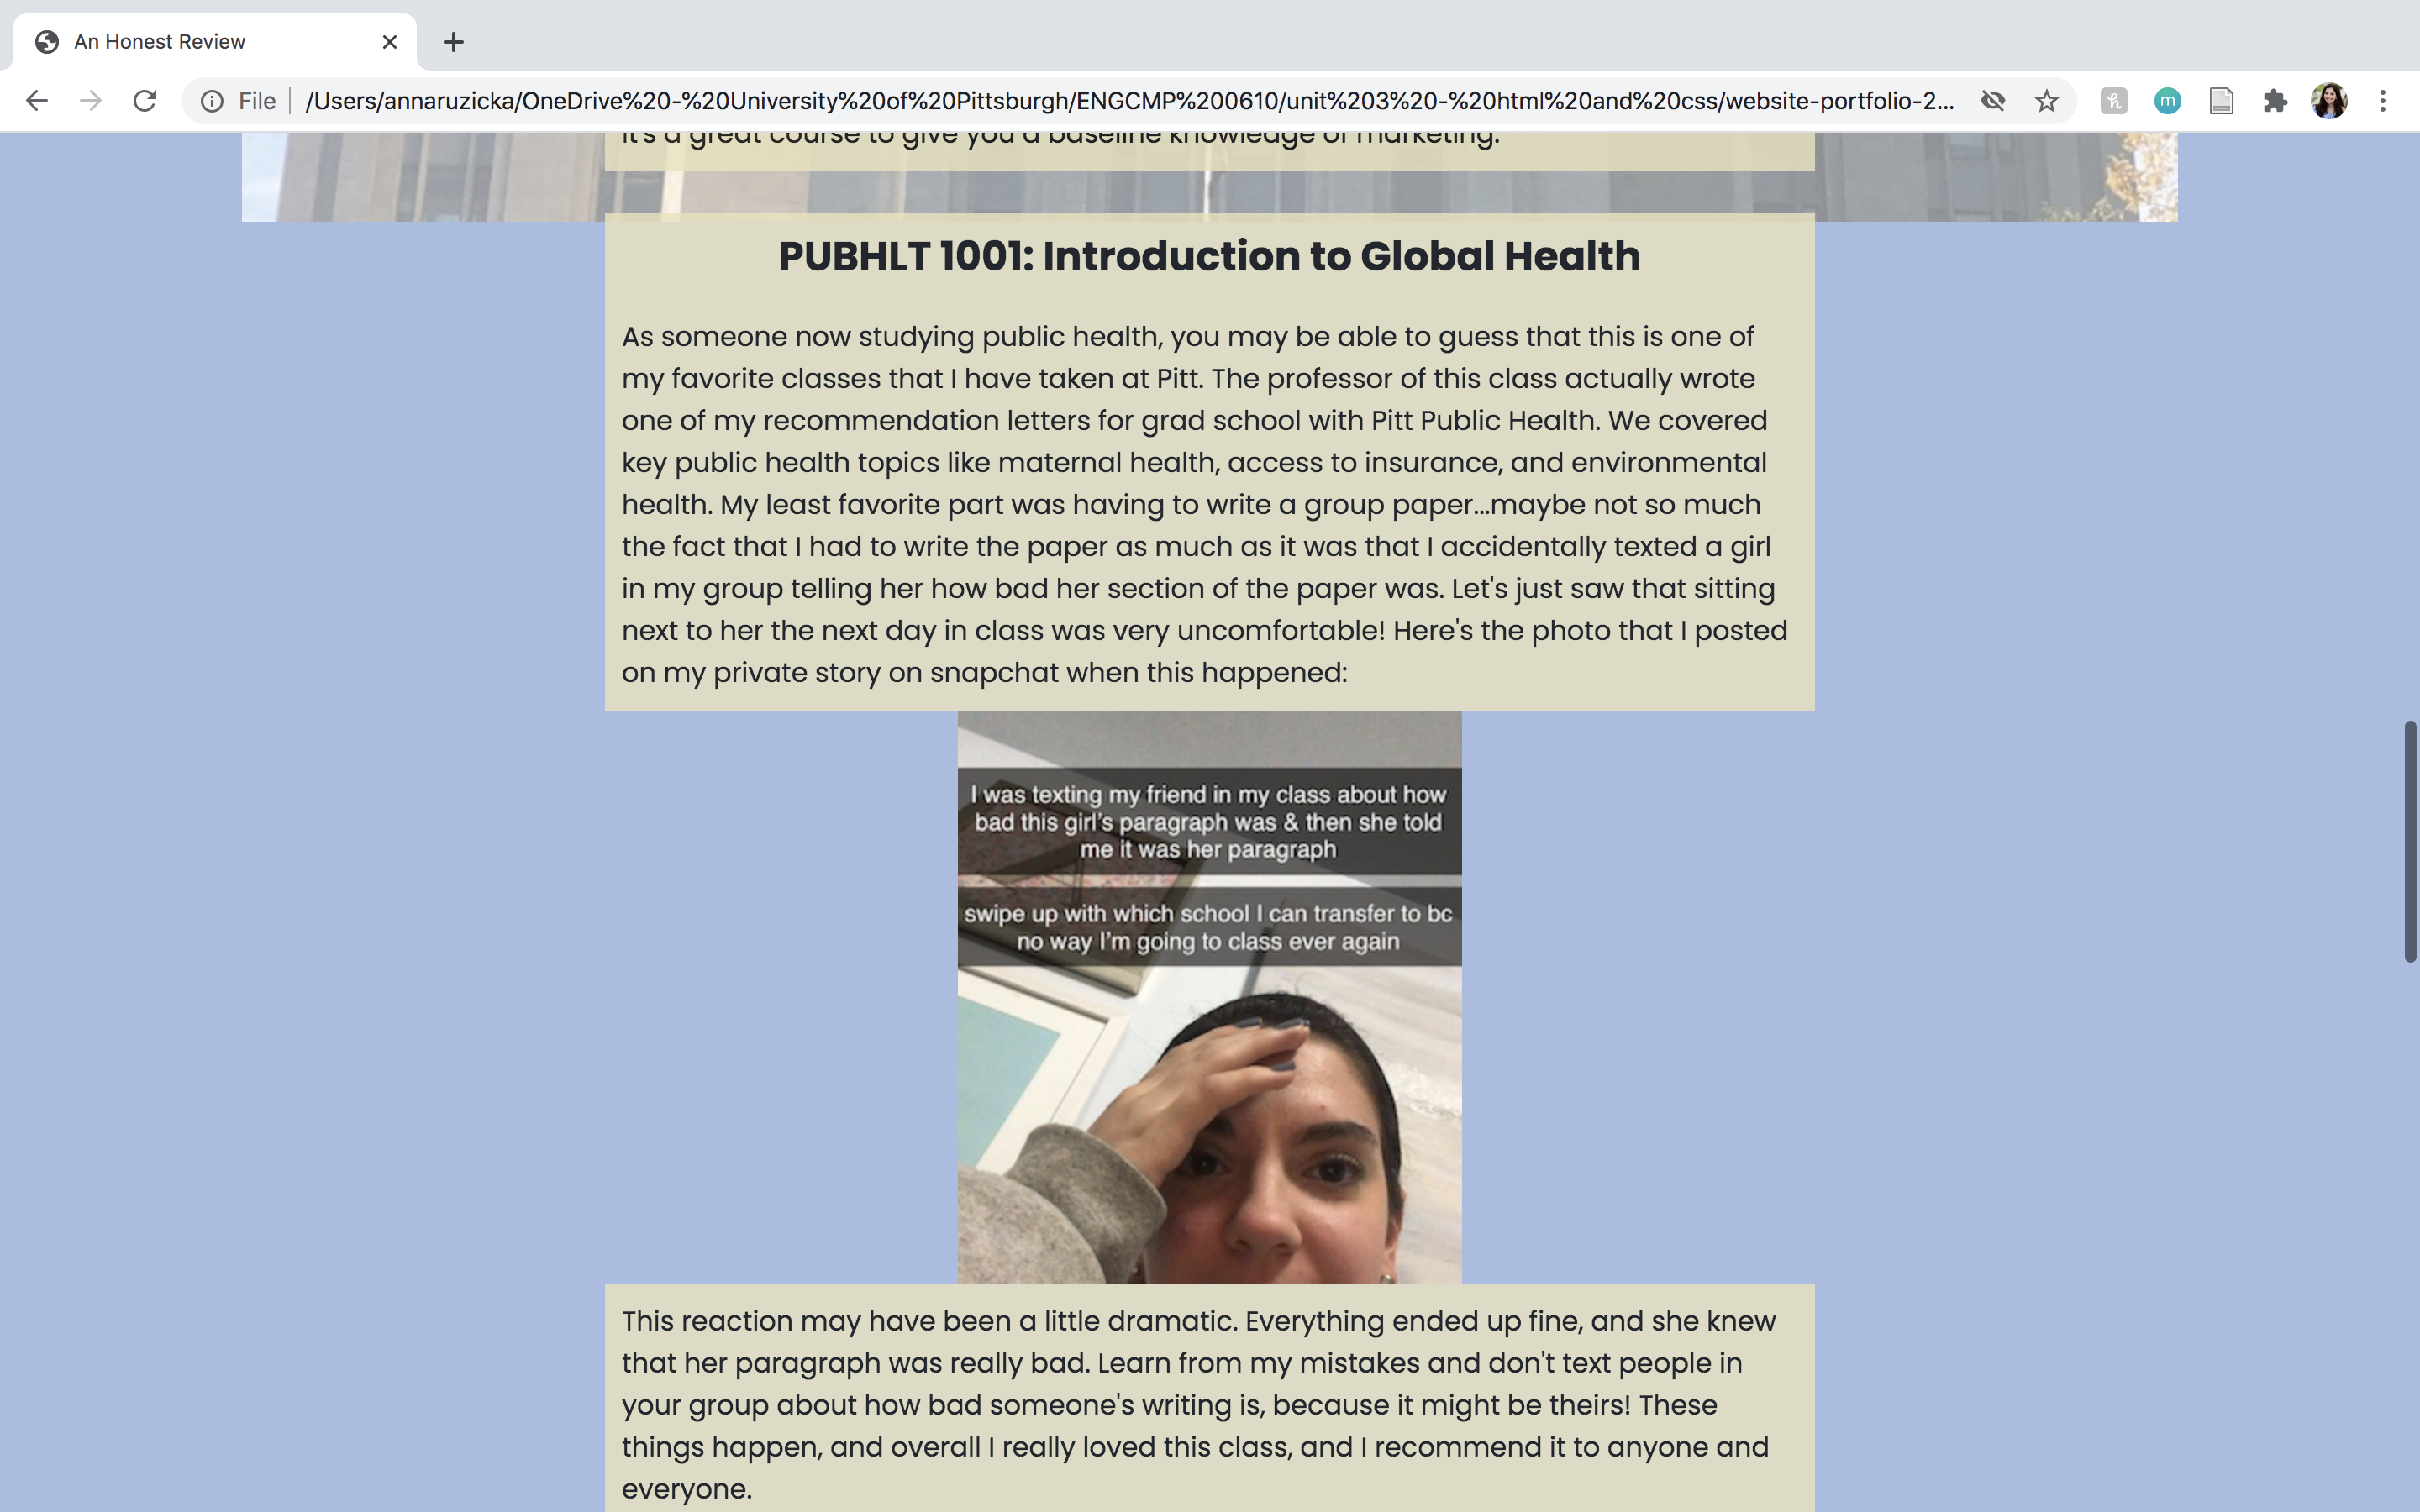 An Honest Review
File
/Users/annaruzicka/OneDrive%20-%20University%20of%20Pittsburgh/ENGCMP%200610/unit%203%20-%20html%20and%20css/website-portfolio-2...
h
m
it's a great course to give you a baseline knowledge of marketing.
PUBHLT 1001: Introduction to Global Health
As someone now studying public health, you may be able to guess that this is one of
my favorite classes that I have taken at Pitt. The professor of this class actually wrote
one of my recommendation letters for grad school with Pitt Public Health. We covered
key public health topics like maternal health, access to insurance, and environmental
health. My least favorite part was having to write a group paper...maybe not so much
the fact that I had to write the paper as much as it was that I accidentally texted a girl
in my group telling her how bad her section of the paper was. Let's just saw that sitting
next to her the next day in class was very uncomfortable! Here's the photo that I posted
on my private story on snapchat when this happened:
I was texting my friend in my class about how
bad this girl's paragraph was & then she told
me it was her paragraph
swipe up with which school I can transfer to bc
no way I'm going to class ever again
This reaction may have been a little dramatic. Everything ended up fine, and she knew
that her paragraph was really bad. Learn from my mistakes and don't text people in
your group about how bad someone's writing is, because it might be theirs! These
things happen, and overall I really loved this class, and I recommend it to anyone and
everyone.